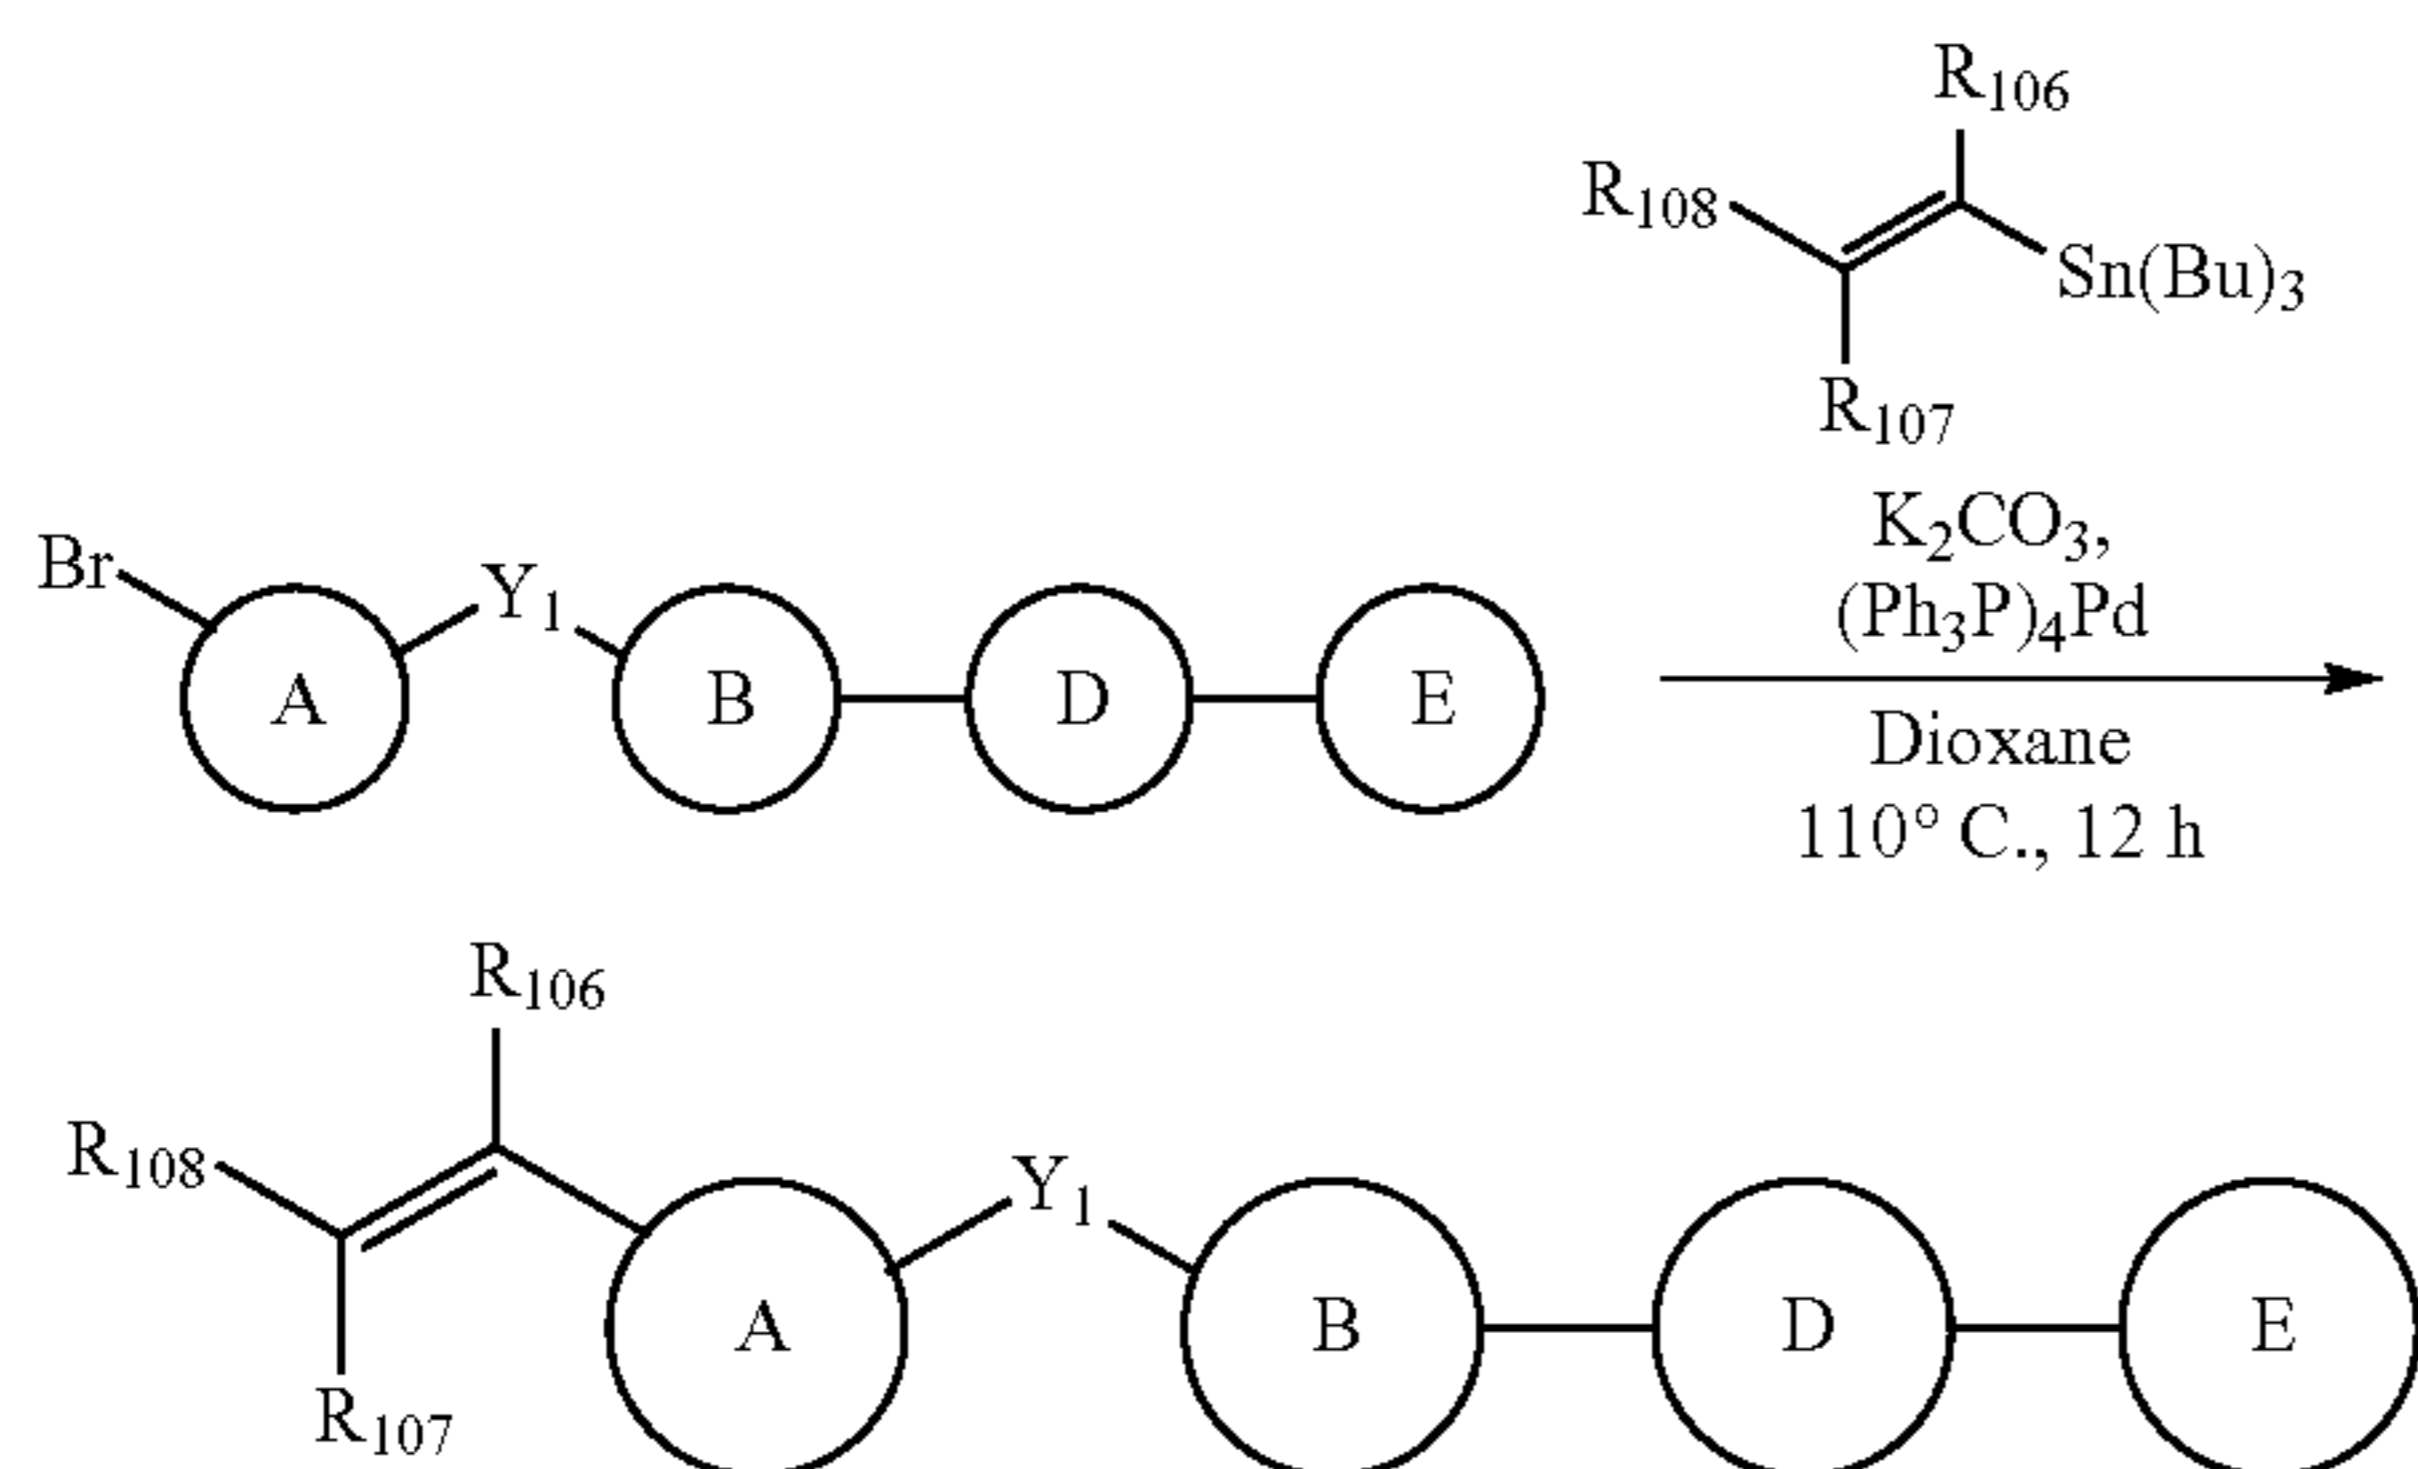 R106
R108
Sn(Bu)3
R107
K2CO3,
(Ph3P)4Pd
Br
Y1
A
B
D
E
Dioxane
110° C., 12 h
R106
R108
Y1
A
B
D
E
R107